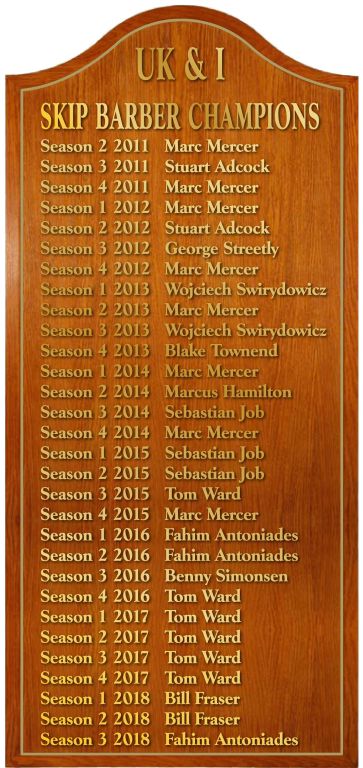 UK & I
SKIP BARBER CHAMPIONS
Season 2 2011 Marc Mercer
Season 3 2011 Stuart Adcock
Season 4 2011 Marc Mercer
Season 1 2012 Marc Mercer
Season 2 2012 Stuart Adcock
Season 3 2012 George Streetly
Season 4 2012 Marc Mercer
Season 1 2013 Wojciech Swirydowicz
Season 2 2013 Marc Mercer
Season 3 2013 Wojciech Swirydowicz
Season 4 2013 Blake Townend
Season 1 2014 Marc Mercer
Season 2 2014 Marcus Hamilton
Season 3 2014 Sebastian Job
Season 4 2014 Marc Mercer
Season 1 2015 Sebastian Job
Season 2 2015 Sebastian Job
Season 3 2015 Tom Ward
Season 4 2015 Marc Mercer
Season 1 2016 Fahim Antoniades
Season 2 2016 Fahim Antoniades
Season 3 2016 Benny Simonsen
Season 4 2016 Tom Ward
Season 1 2017 Tom Ward
Season 2 2017 Tom Ward
Season 3 2017 Tom Ward
Season 4 2017 Tom Ward
Season 1 2018 Bill Fraser
Season 2 2018 Bill Fraser
Season 3 2018 Fahim Antoniades